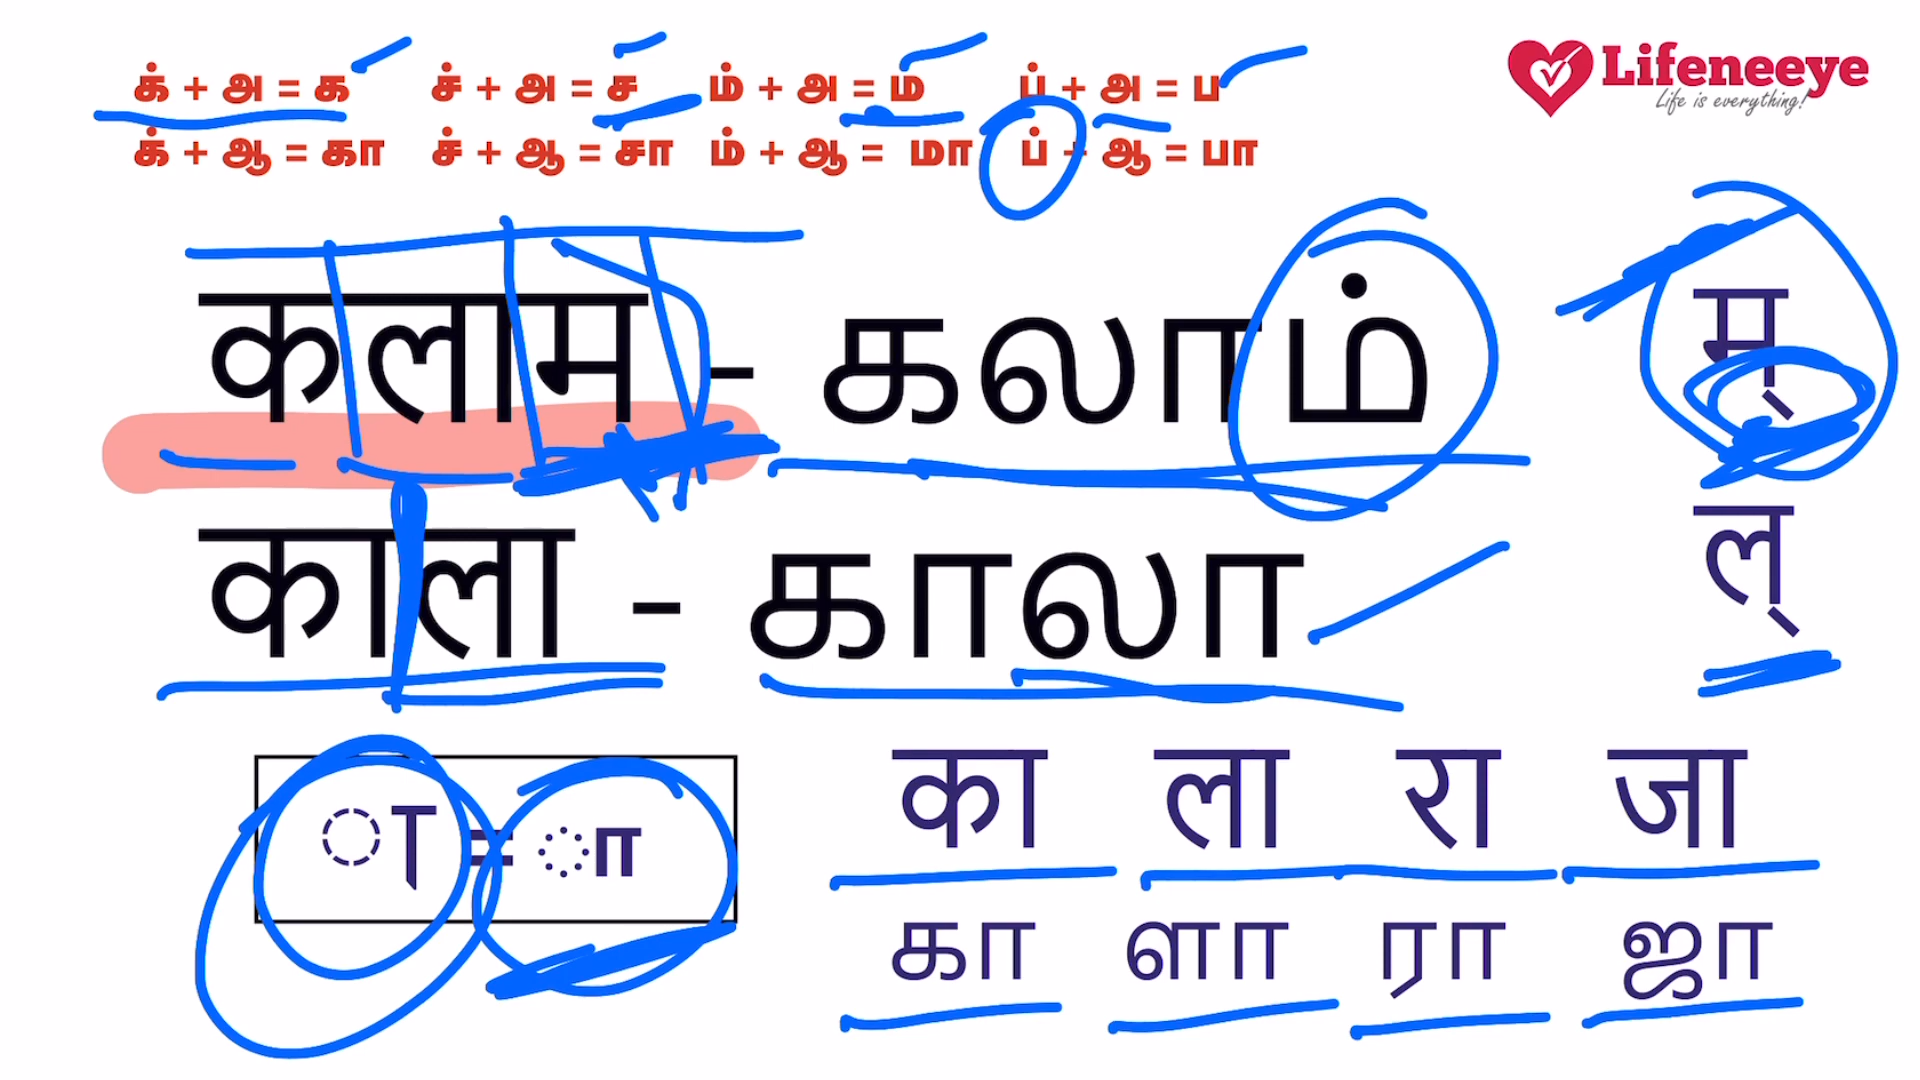 க் + அ = க ச் + அ = ச ம் + அ = ம ப் + அ = ப
க் + ஆ = கா ச் + ஆ = சா ம் + ஆ = மா ப் + ஆ = பா
Lifeneeye
Life is everything!
कलाम - கலாம்
म्
काला - காலா
ल्
ा = ா
का ला रा जा
கா ளா ரா ஜா